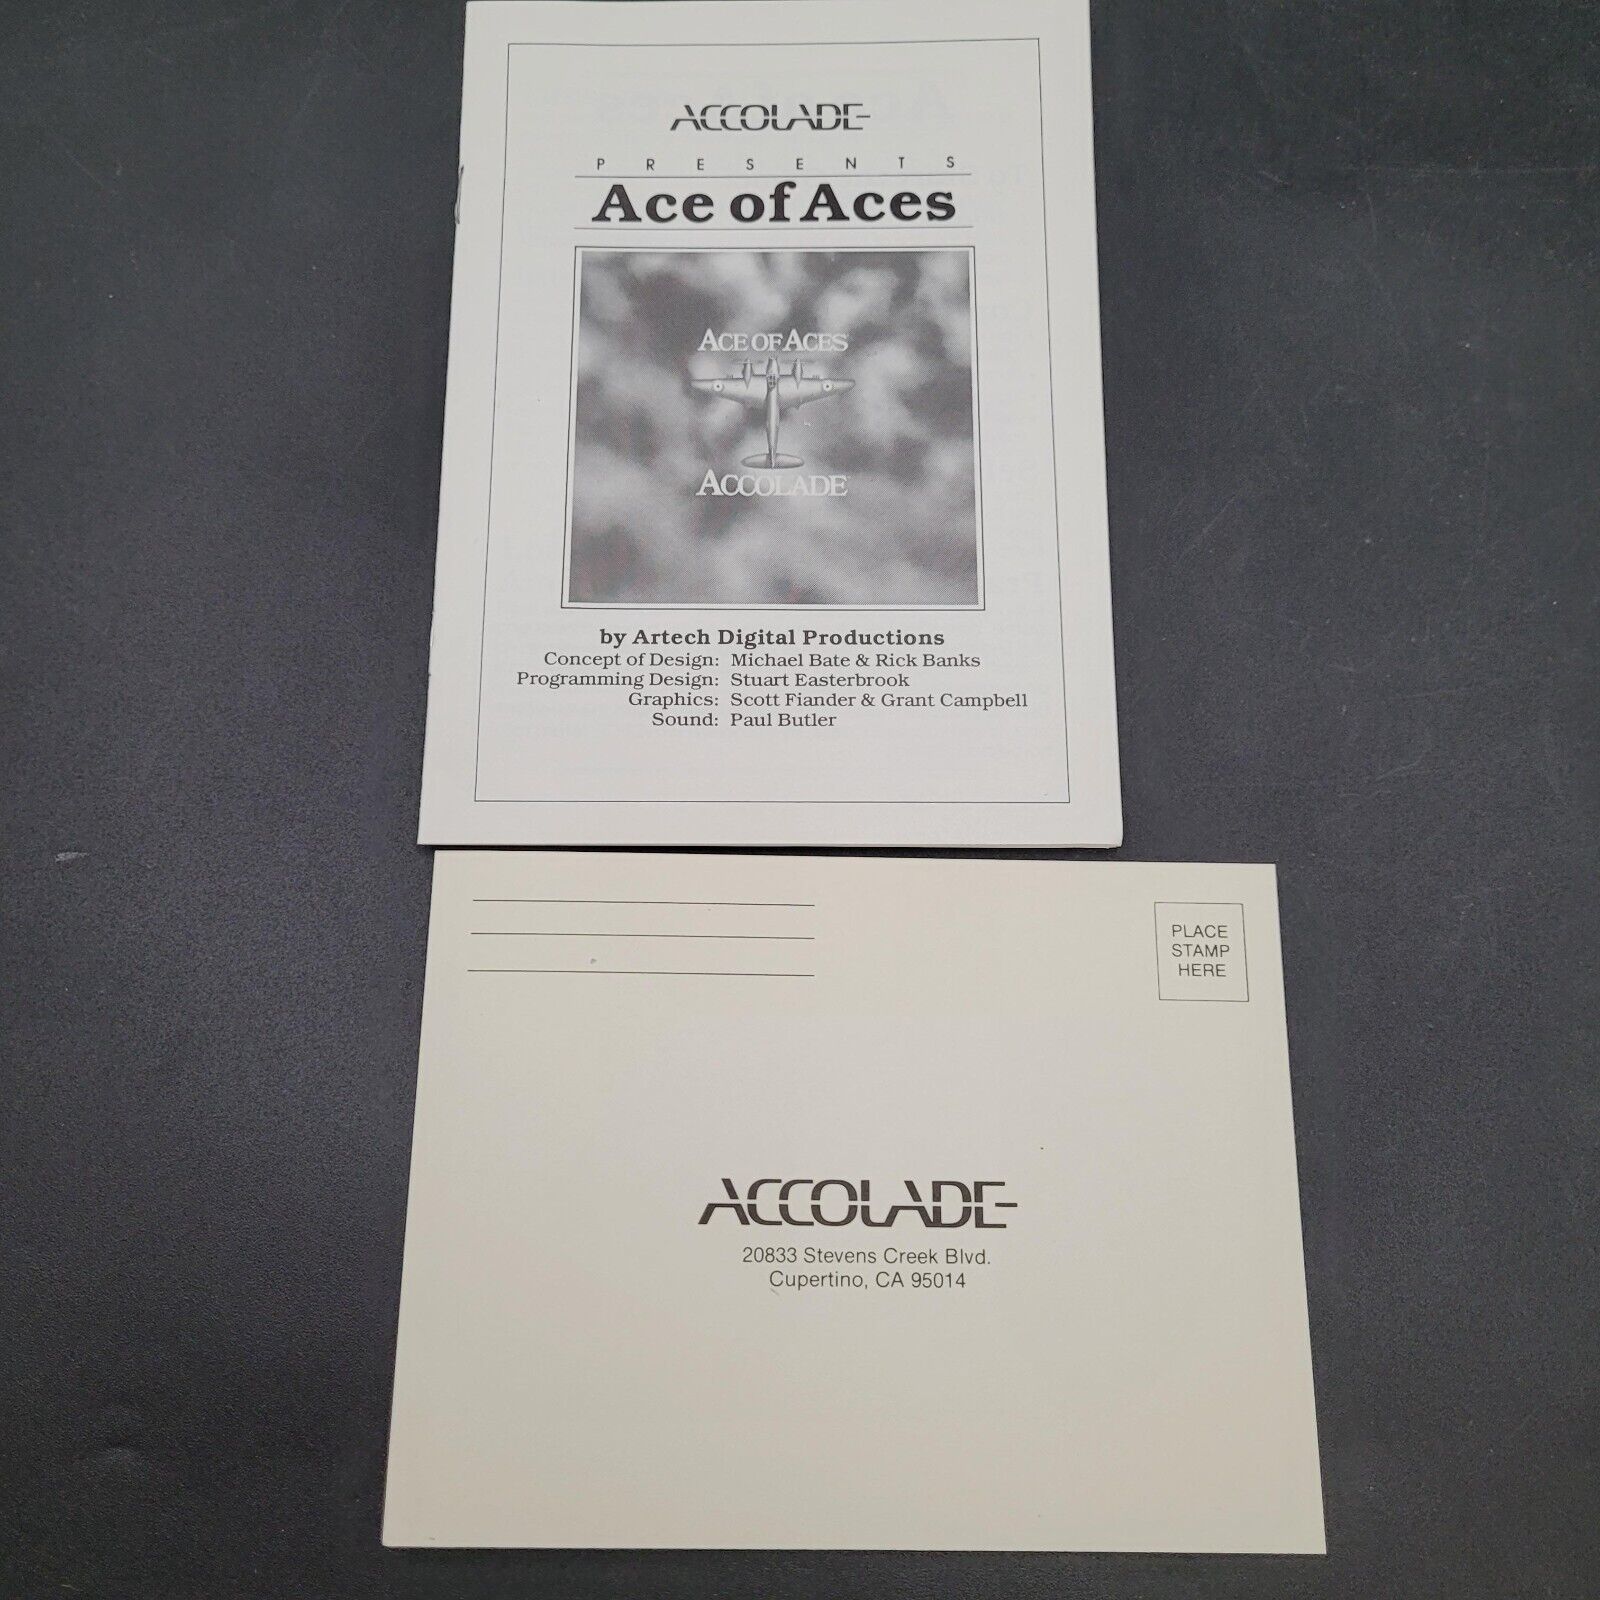 ACCOLADE
PRESENTS
Ace of Aces
ACE OF ACES
ACCOLADE
by Artech Digital Productions
Concept of Design: Michael Bate & Rick Banks
Programming Design: Stuart Easterbrook
Graphics: Scott Fiander & Grant Campbell
Sound: Paul Butler
PLACE
STAMP
HERE
ACCOLADE
20833 Stevens Creek Blvd.
Cupertino, CA 95014